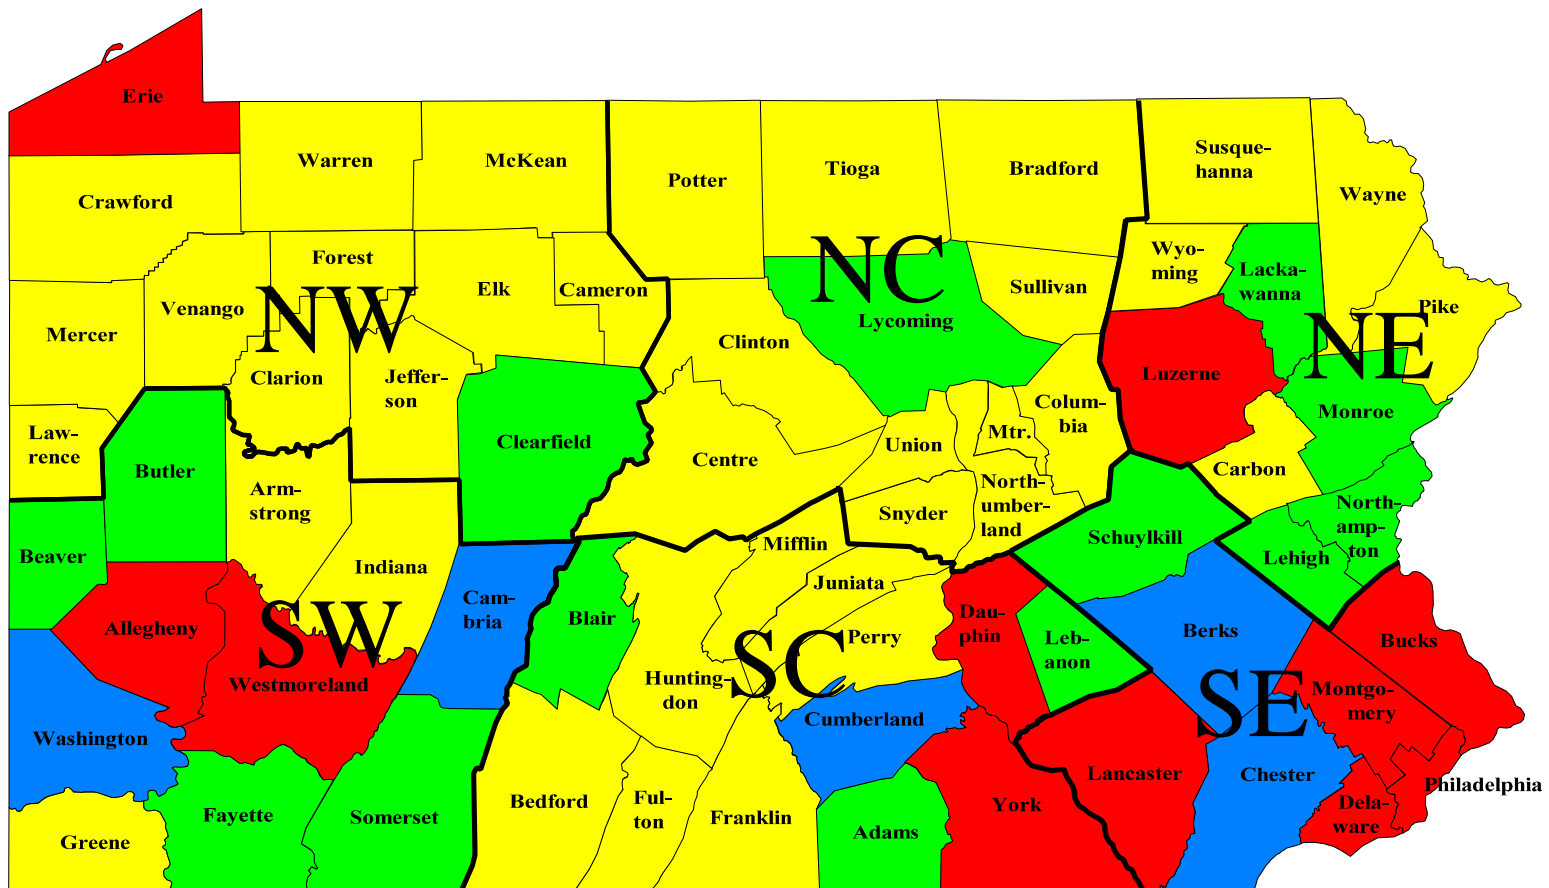 Erie
Warren
McKean
Potter
Tioga
Bradford
Susque-
hanna
Wayne
Crawford
Forest
Venango
Elk
Cameron
NW
NC
Sullivan
Wyo-
ming
Lacka-
wanna
Pike
NE
Mercer
Clarion
Jeffer-
son
Clinton
Lycoming
Luzerne
Monroe
Law-
rence
Butler
Arm-
strong
Clearfield
Centre
Union
Mtr.
Colum-
bia
Snyder
North-
umber-
land
Carbon
North-
amp-
ton
Lehigh
Schuylkill
Beaver
Indiana
Cam-
bria
Blair
Mifflin
Juniata
Perry
Dau-
phin
Leb-
anon
Berks
Bucks
Allegheny
SW
Westmoreland
Hunting-
don
SC
Cumberland
SE
Montgo-
mery
Washington
Fayette
Somerset
Bedford
Ful-
ton
Franklin
Adams
York
Lancaster
Chester
Dela-
ware
Philadelphia
Greene